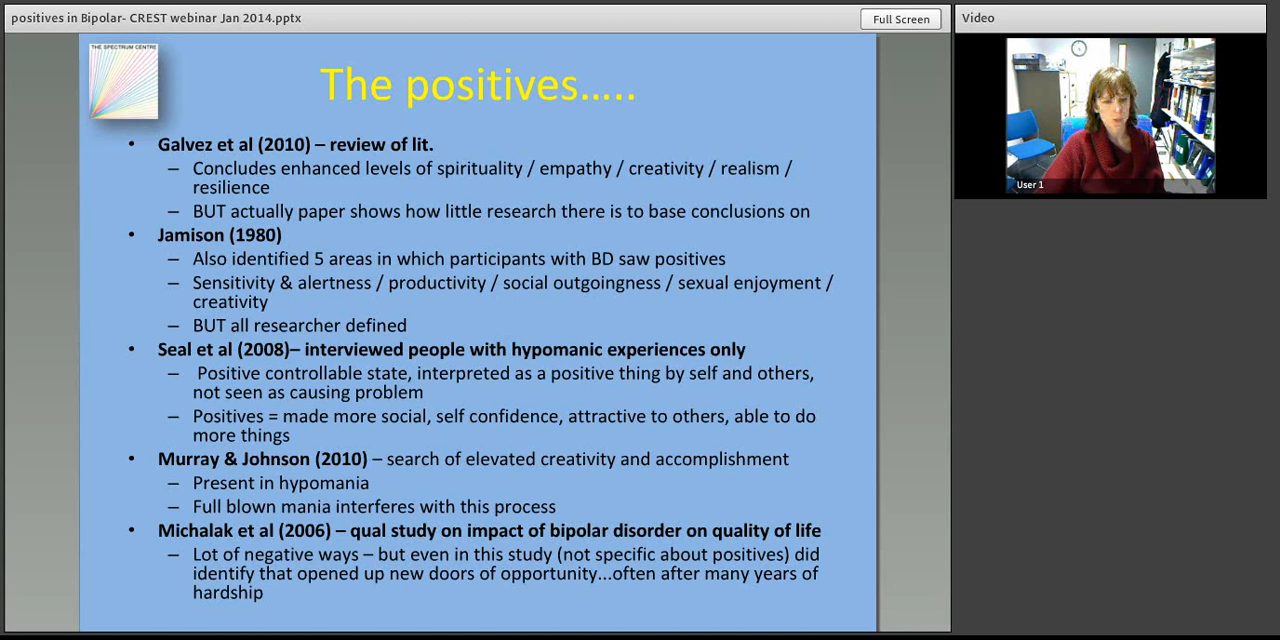 positives in Bipolar- CREST webinar Jan 2014.pptx
Full Screen
Video
THE SPECTRUM CENTRE
The positives…..
User 1
• Galvez et al (2010) – review of lit.
– Concludes enhanced levels of spirituality / empathy / creativity / realism /
resilience
– BUT actually paper shows how little research there is to base conclusions on
• Jamison (1980)
– Also identified 5 areas in which participants with BD saw positives
– Sensitivity & alertness / productivity / social outgoingness / sexual enjoyment /
creativity
– BUT all researcher defined
• Seal et al (2008)– interviewed people with hypomanic experiences only
– Positive controllable state, interpreted as a positive thing by self and others,
not seen as causing problem
– Positives = made more social, self confidence, attractive to others, able to do
more things
• Murray & Johnson (2010) – search of elevated creativity and accomplishment
– Present in hypomania
– Full blown mania interferes with this process
• Michalak et al (2006) – qual study on impact of bipolar disorder on quality of life
– Lot of negative ways – but even in this study (not specific about positives) did
identify that opened up new doors of opportunity...often after many years of
hardship